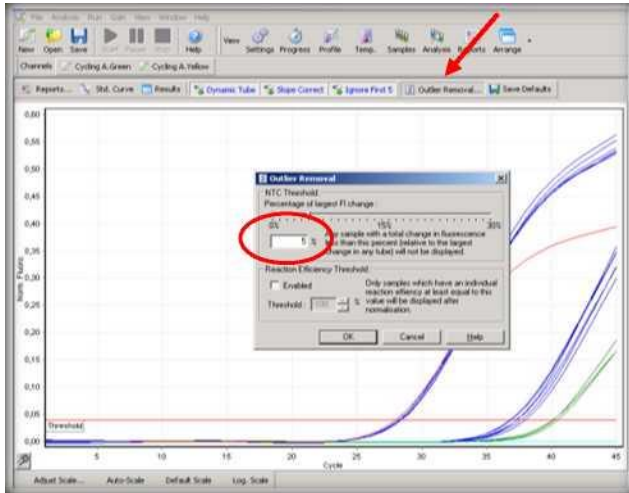 File Analysis Run Gain View Window Help
New Open Save Start Pause Stop Help View Settings Progress Profile Temp. Samples Analysis Reports Arrange
Channels Cycling A.Green Cycling A.Yellow
Reports... Std. Curve Results Dynamic Tube Slope Correct Ignore First 5 Outlier Removal... Save Defaults
Outlier Removal
NTC Threshold
Percentage of largest Fl change :
0% 15% 30%
5 %
Any sample with a total change in fluorescence
less than this percent (relative to the largest
change in any tube) will not be displayed.
Reaction Efficiency Threshold
Enabled
Threshold : %
Only samples which have an individual
reaction effiency at least equal to this
value will be displayed after
normalisation.
OK Cancel Help
Norm. Fluoro.
0,60
0,55
0,50
0,45
0,40
0,35
0,30
0,25
0,20
0,15
0,10
0,05
Threshold
0,00
5 10 15 20 25 30 35 40 45
Cycle
Adjust Scale... Auto-Scale Default Scale Log. Scale